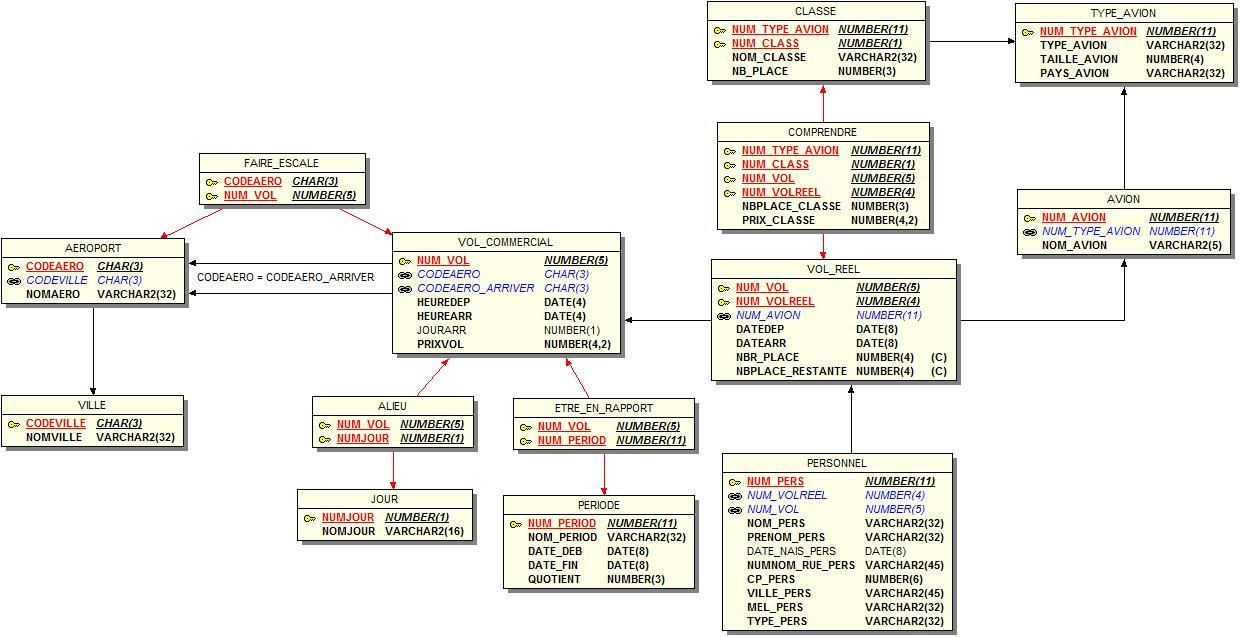 CLASSE
NUM_TYPE_AVION NUMBER(11)
NUM_CLASS NUMBER(1)
NOM_CLASSE VARCHAR2(32)
NB_PLACE NUMBER(3)
TYPE_AVION
NUM_TYPE_AVION NUMBER(11)
TYPE_AVION VARCHAR2(32)
TAILLE_AVION NUMBER(4)
PAYS_AVION VARCHAR2(32)
COMPRENDRE
NUM_TYPE_AVION NUMBER(11)
NUM_CLASS NUMBER(1)
NUM_VOL NUMBER(5)
NUM_VOLREEL NUMBER(4)
NBPLACE_CLASSE NUMBER(3)
PRIX_CLASSE NUMBER(4,2)
FAIRE_ESCALE
CODEAERO CHAR(3)
NUM_VOL NUMBER(5)
AVION
NUM_AVION NUMBER(11)
NUM_TYPE_AVION NUMBER(11)
NOM_AVION VARCHAR2(5)
AEROPORT
CODEAERO CHAR(3)
CODEVILLE CHAR(3)
NOMAERO VARCHAR2(32)
CODEAERO = CODEAERO_ARRIVER
VOL_COMMERCIAL
NUM_VOL NUMBER(5)
CODEAERO CHAR(3)
CODEAERO_ARRIVER CHAR(3)
HEUREDEP DATE(4)
HEUREARR DATE(4)
JOURARR NUMBER(1)
PRIXVOL NUMBER(4,2)
VOL_REEL
NUM_VOL NUMBER(5)
NUM_VOLREEL NUMBER(4)
NUM_AVION NUMBER(11)
DATEDEP DATE(8)
DATEARR DATE(8)
NBR_PLACE NUMBER(4) (C)
NBPLACE_RESTANTE NUMBER(4) (C)
VILLE
CODEVILLE CHAR(3)
NOMVILLE VARCHAR2(32)
ALIEU
NUM_VOL NUMBER(5)
NUMJOUR NUMBER(1)
ETRE_EN_RAPPORT
NUM_VOL NUMBER(5)
NUM_PERIOD NUMBER(11)
JOUR
NUMJOUR NUMBER(1)
NOMJOUR VARCHAR2(16)
PERIODE
NUM_PERIOD NUMBER(11)
NOM_PERIOD VARCHAR2(32)
DATE_DEB DATE(8)
DATE_FIN DATE(8)
QUOTIENT NUMBER(3)
PERSONNEL
NUM_PERS NUMBER(11)
NUM_VOLREEL NUMBER(4)
NUM_VOL NUMBER(5)
NOM_PERS VARCHAR2(32)
PRENOM_PERS VARCHAR2(32)
DATE_NAIS_PERS DATE(8)
NUMNOM_RUE_PERS VARCHAR2(45)
CP_PERS NUMBER(6)
VILLE_PERS VARCHAR2(45)
MEL_PERS VARCHAR2(32)
TYPE_PERS VARCHAR2(32)